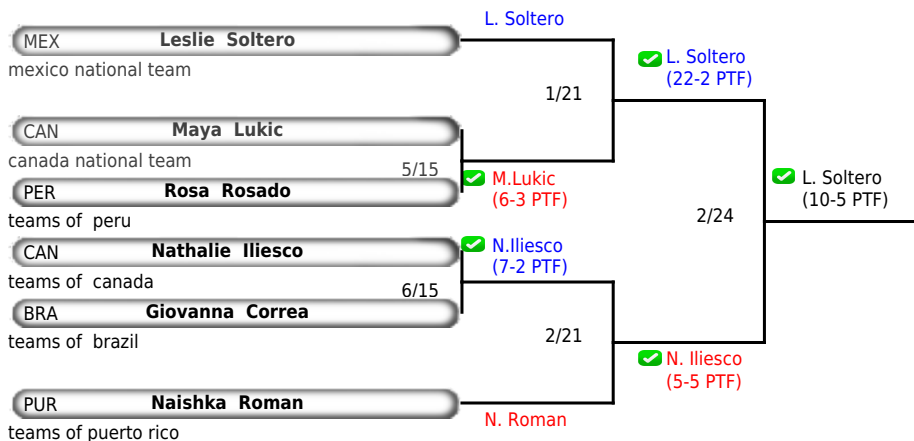 L. Soltero
MEX Leslie Soltero
mexico national team
L. Soltero
(22-2 PTF)
1/21
CAN Maya Lukic
canada national team
5/15
M.Lukic
(6-3 PTF)
PER Rosa Rosado
teams of peru
L. Soltero
(10-5 PTF)
2/24
CAN Nathalie Iliesco
teams of canada
N.Iliesco
(7-2 PTF)
6/15
BRA Giovanna Correa
teams of brazil
2/21
N. Iliesco
(5-5 PTF)
PUR Naishka Roman
teams of puerto rico
N. Roman